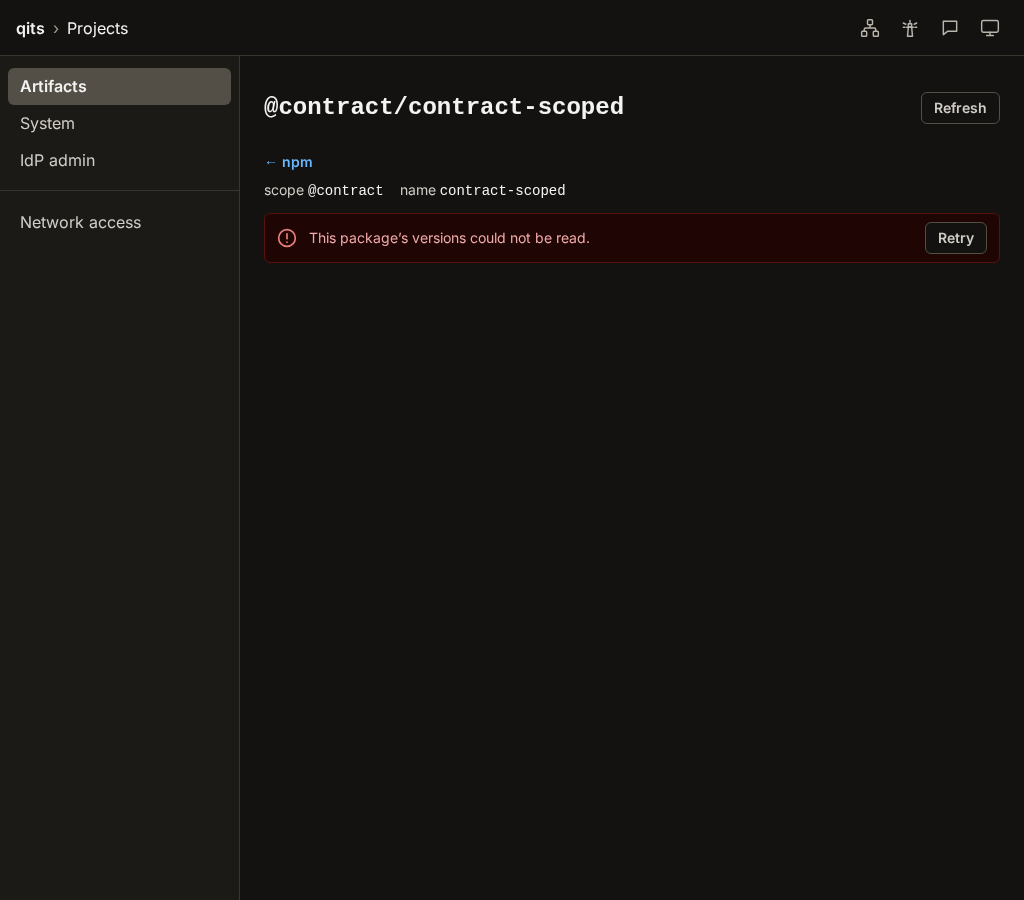 qits › Projects
Artifacts
System
IdP admin
Network access
@contract/contract-scoped
Refresh
← npm
scope @contract name contract-scoped
This package’s versions could not be read.
Retry